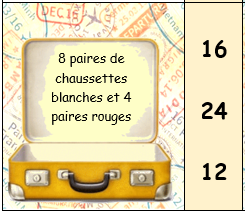 8 paires de
chaussettes
blanches et 4
paires rouges
16
24
12